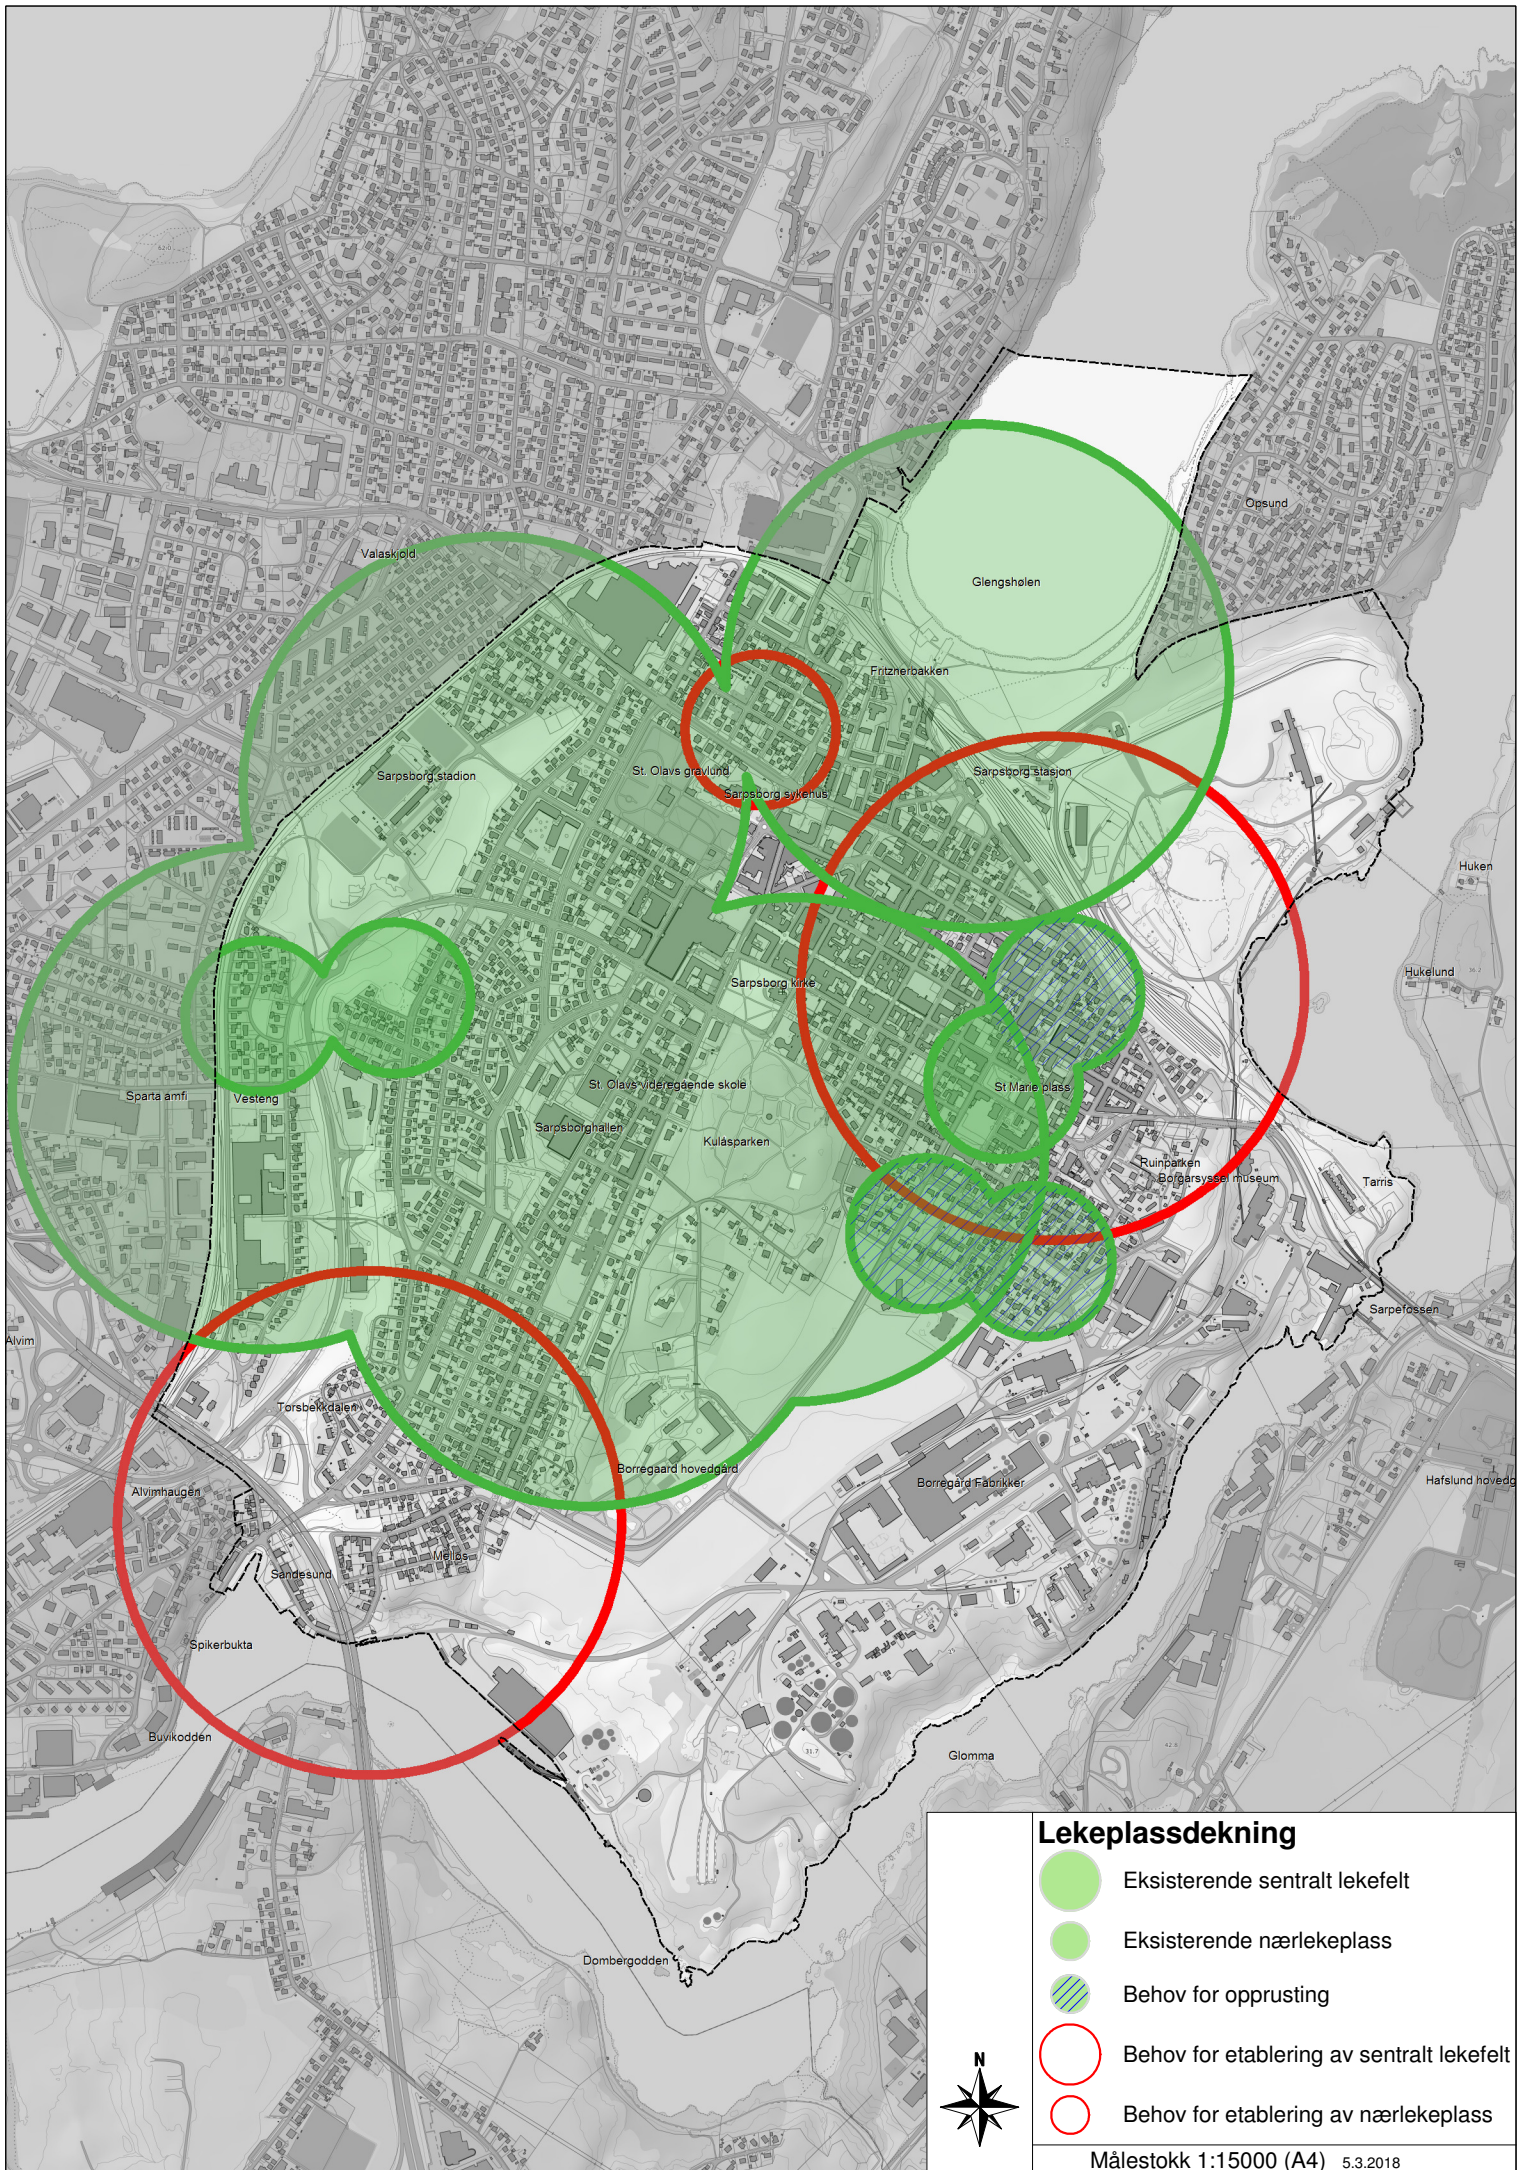 Opsund
Valaskjold
Glengshølen
Fritznerbakken
Sarpsborg stadion
St. Olavs gravlund
Sarpsborg stasjon
Sarpsborg sykehus
Huken
Hukelund
Sarpsborg kirke
St. Olavs videregående skole
St Marie plass
Sparta amfi
Vesteng
Sarpsborghallen
Kulåsparken
Ruinparken
Borgarsyssel museum
Tarris
Sarpefossen
Alvim
Torsbekkdalen
Borregaard hovedgård
Borregård Fabrikker
Hafslund hovedg
Alvimhaugen
Melløs
Sandesund
Spikerbukta
Buvikodden
Glomma
31.7
42.8
Dombergodden
Lekeplassdekning
Eksisterende sentralt lekefelt
Eksisterende nærlekeplass
Behov for opprusting
Behov for etablering av sentralt lekefelt
N
Behov for etablering av nærlekeplass
Målestokk 1:15000 (A4) 5.3.2018